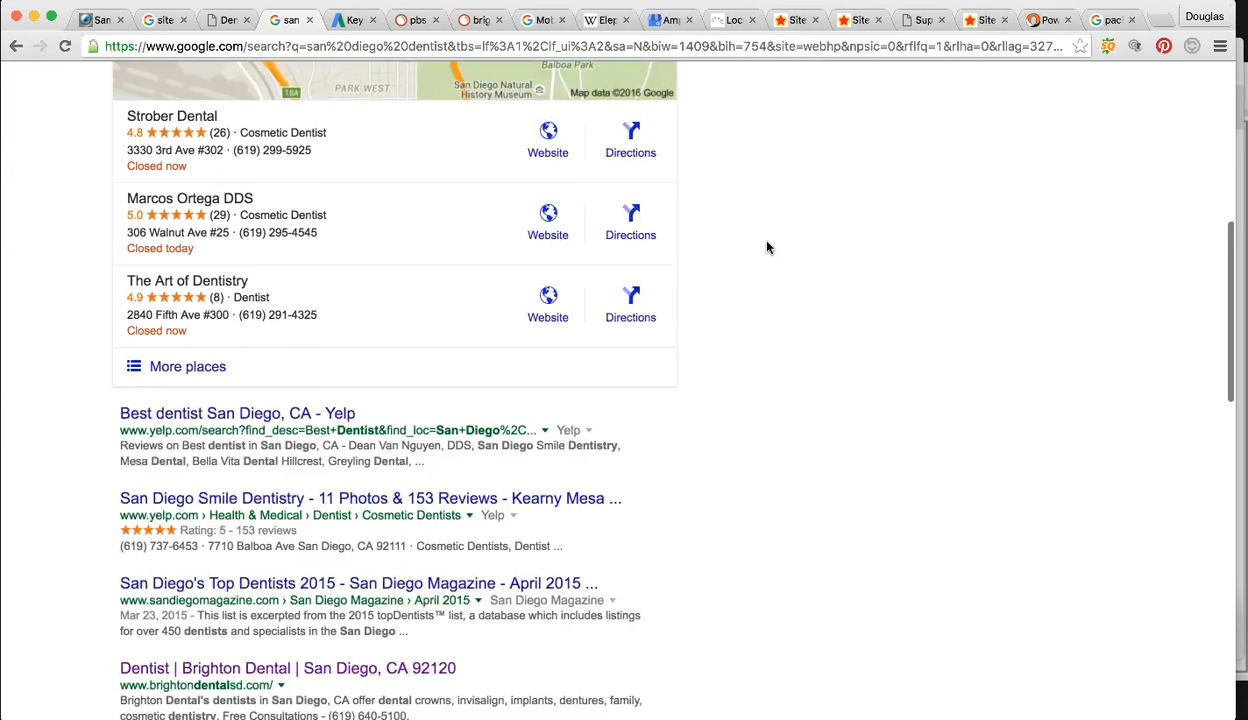 San
site
Den
san
Key
pbs
brig
Mob
Elep
Amp
Loc
Site
Site
Sup
Site
Pow
pac
Douglas
https://www.google.com/search?q=san%20diego%20dentist&tbs=lf%3A1%2Clf_ui%3A2&sa=N&biw=1409&bih=754&site=webhp&npsic=0&rflfq=1&rlha=0&rllag=327...
Balboa Park
PARK WEST
San Diego Natural
History Museum
18A
Map data ©2016 Google
Strober Dental
4.8 (26) · Cosmetic Dentist
3330 3rd Ave #302 · (619) 299-5925
Closed now
Website
Directions
Marcos Ortega DDS
5.0 (29) · Cosmetic Dentist
306 Walnut Ave #25 · (619) 295-4545
Closed today
Website
Directions
The Art of Dentistry
4.9 (8) · Dentist
2840 Fifth Ave #300 · (619) 291-4325
Closed now
Website
Directions
More places
Best dentist San Diego, CA - Yelp
www.yelp.com/search?find_desc=Best+Dentist&find_loc=San+Diego%2C... Yelp
Reviews on Best dentist in San Diego, CA - Dean Van Nguyen, DDS, San Diego Smile Dentistry,
Mesa Dental, Bella Vita Dental Hillcrest, Greyling Dental, ...
San Diego Smile Dentistry - 11 Photos & 153 Reviews - Kearny Mesa ...
www.yelp.com › Health & Medical › Dentist › Cosmetic Dentists Yelp
Rating: 5 - 153 reviews
(619) 737-6453 · 7710 Balboa Ave San Diego, CA 92111 · Cosmetic Dentists, Dentist ...
San Diego's Top Dentists 2015 - San Diego Magazine - April 2015 ...
www.sandiegomagazine.com › San Diego Magazine › April 2015 San Diego Magazine
Mar 23, 2015 - This list is excerpted from the 2015 topDentists™ list, a database which includes listings
for over 450 dentists and specialists in the San Diego ...
Dentist | Brighton Dental | San Diego, CA 92120
www.brightondentalsd.com/
Brighton Dental's dentists in San Diego, CA offer dental crowns, invisalign, implants, dentures, family,
cosmetic dentistry. Free Consultations - (619) 640-5100.